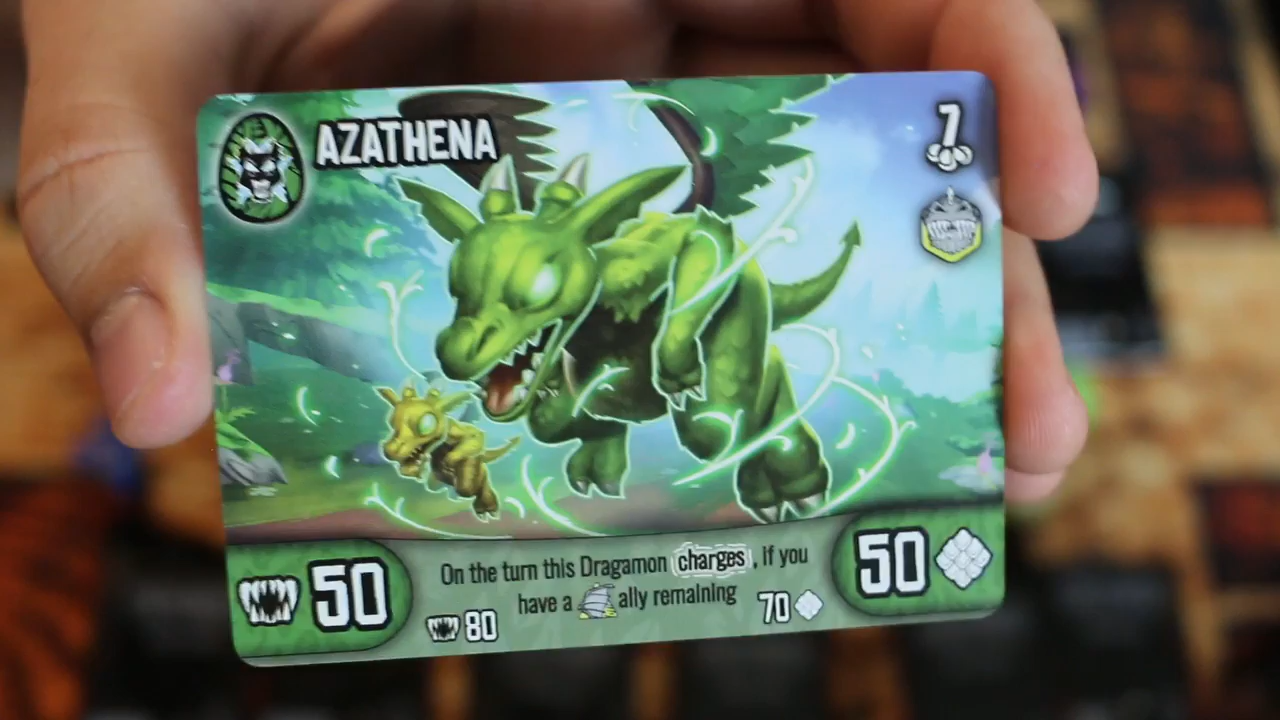 AZATHENA
7
50
On the turn this Dragamon charges, if you
have a ally remaining
80
70
50